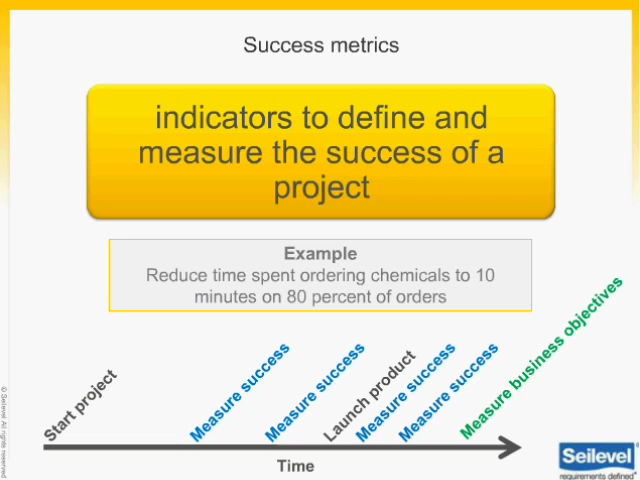 Success metrics
indicators to define and
measure the success of a
project
Example
Reduce time spent ordering chemicals to 10
minutes on 80 percent of orders
Start project
Measure success
Measure success
Launch product
Measure success
Measure success
Measure business objectives
Time
© Seilevel All rights reserved
Seilevel®
requirements defined®